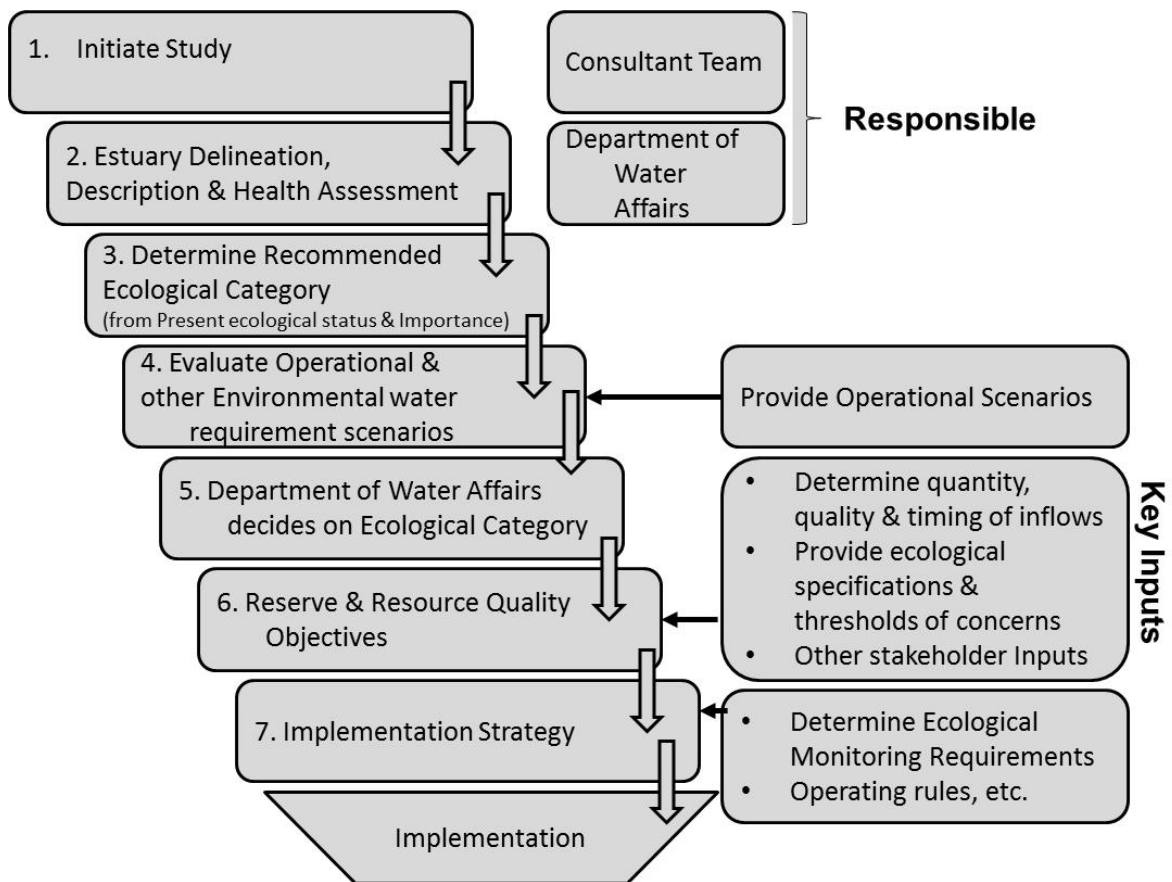 1. Initiate Study
Consultant Team
Responsible
Department of
Water
Affairs
2. Estuary Delineation,
Description & Health Assessment
3. Determine Recommended
Ecological Category
(from Present ecological status & Importance)
4. Evaluate Operational &
other Environmental water
requirement scenarios
Provide Operational Scenarios
5. Department of Water Affairs
decides on Ecological Category
• Determine quantity,
quality & timing of inflows
• Provide ecological
specifications &
thresholds of concerns
• Other stakeholder Inputs
Key Inputs
6. Reserve & Resource Quality
Objectives
7. Implementation Strategy
• Determine Ecological
Monitoring Requirements
• Operating rules, etc.
Implementation